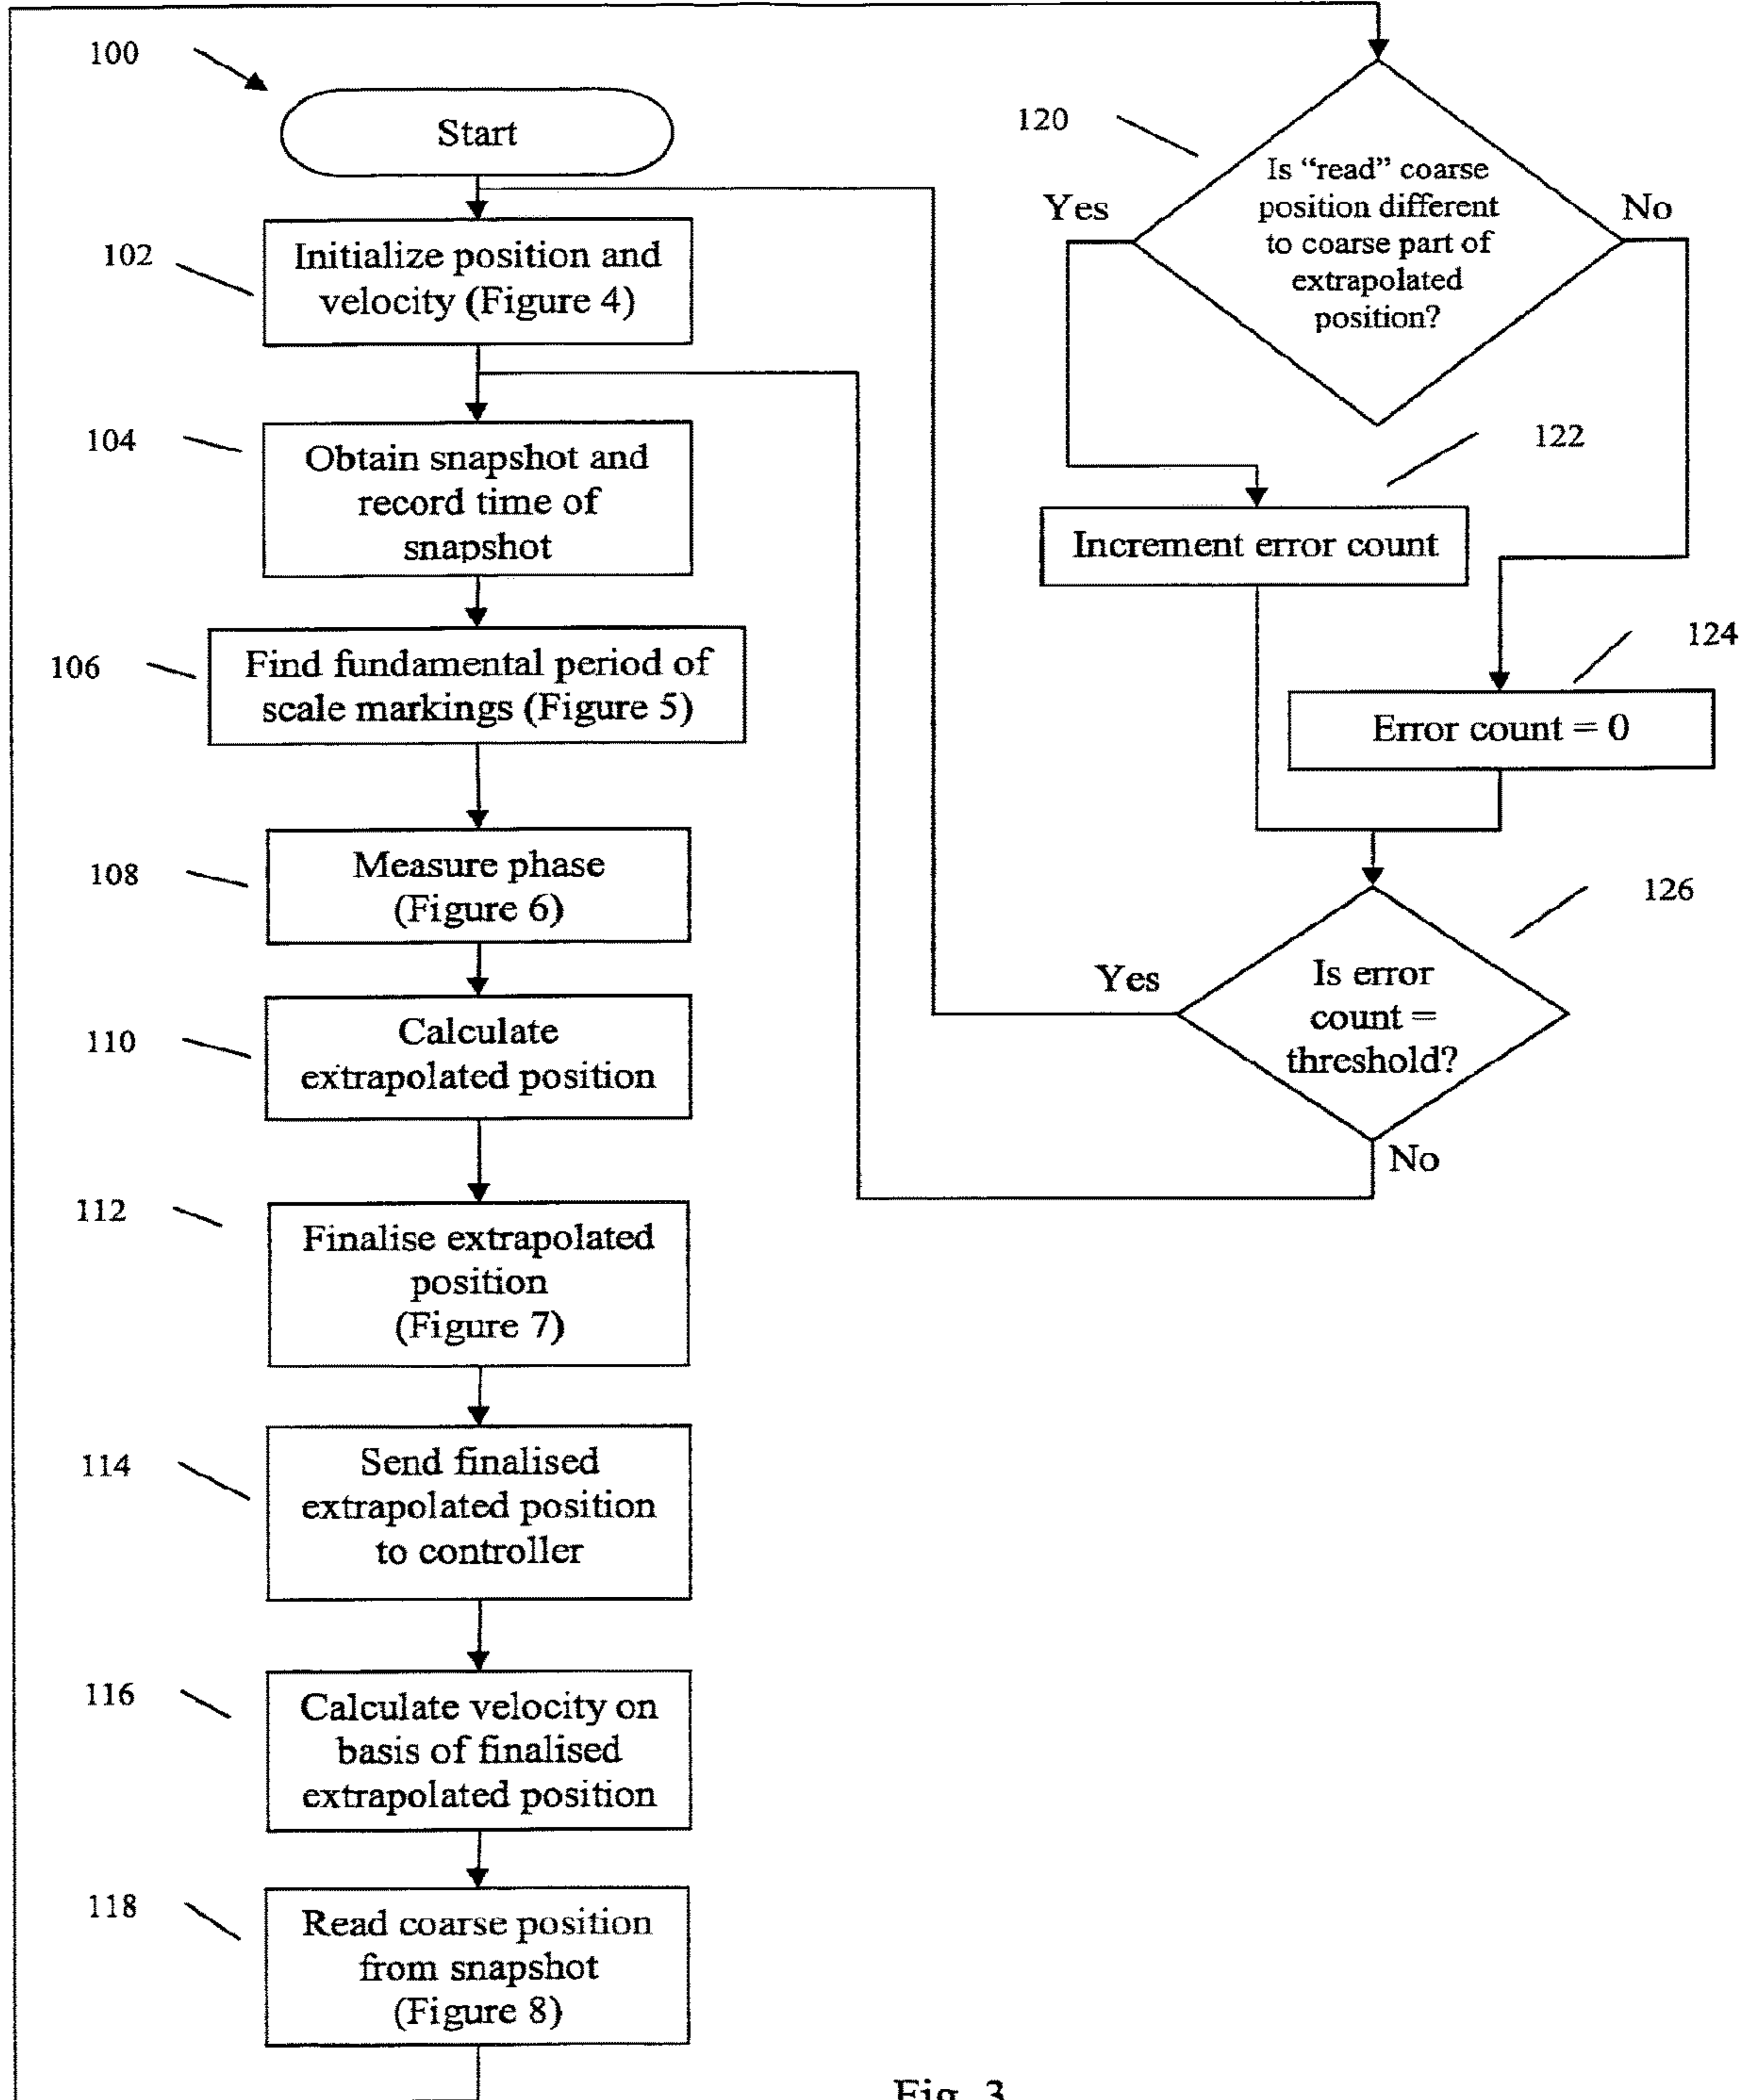 100
Start
102
Initialize position and
velocity (Figure 4)
104
Obtain snapshot and
record time of
snapshot
106
Find fundamental period of
scale markings (Figure 5)
108
Measure phase
(Figure 6)
110
Calculate
extrapolated position
112
Finalise extrapolated
position
(Figure 7)
114
Send finalised
extrapolated position
to controller
116
Calculate velocity on
basis of finalised
extrapolated position
118
Read coarse position
from snapshot
(Figure 8)
120
Is “read” coarse
position different
to coarse part of
extrapolated
position?
Yes
No
122
Increment error count
124
Error count = 0
126
Is error
count =
threshold?
Yes
No
Fig. 3